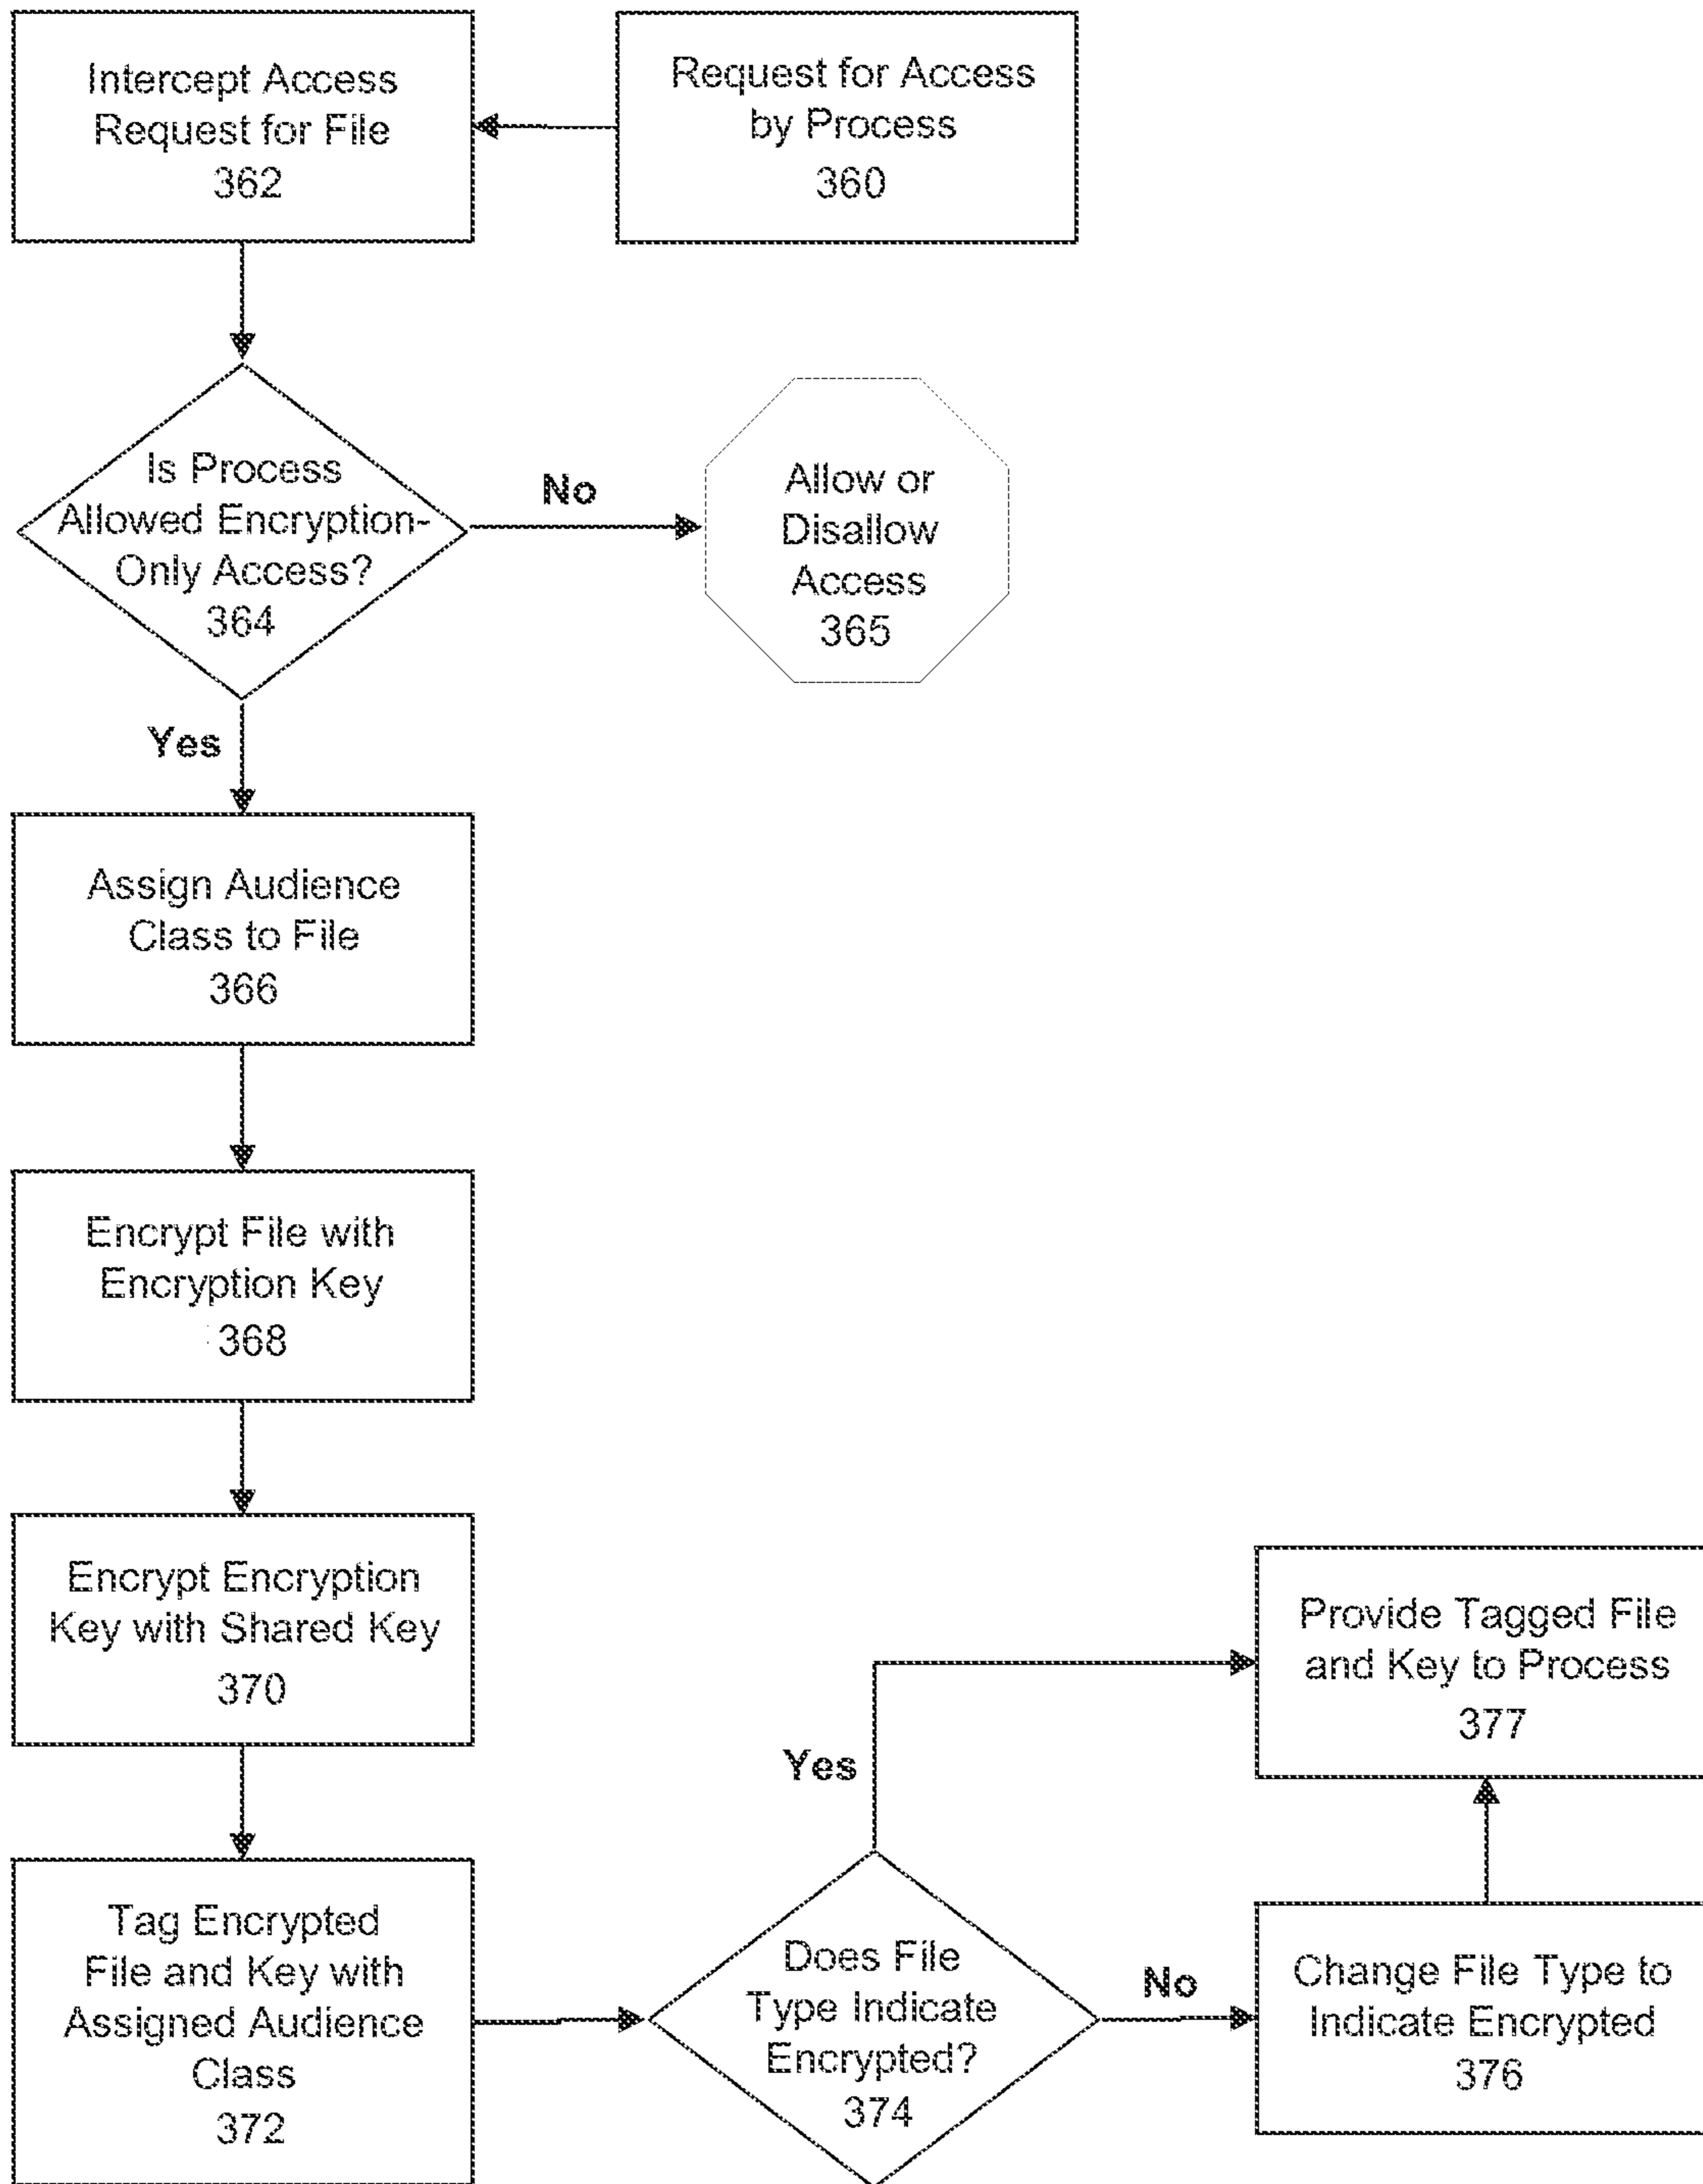 Intercept Access
Request for File
362
Request for Access
by Process
360
Is Process
Allowed Encryption-
Only Access?
364
No
Allow or
Disallow
Access
365
Yes
Assign Audience
Class to File
366
Encrypt File with
Encryption Key
368
Encrypt Encryption
Key with Shared Key
370
Tag Encrypted
File and Key with
Assigned Audience
Class
372
Does File
Type Indicate
Encrypted?
374
Yes
No
Provide Tagged File
and Key to Process
377
Change File Type to
Indicate Encrypted
376